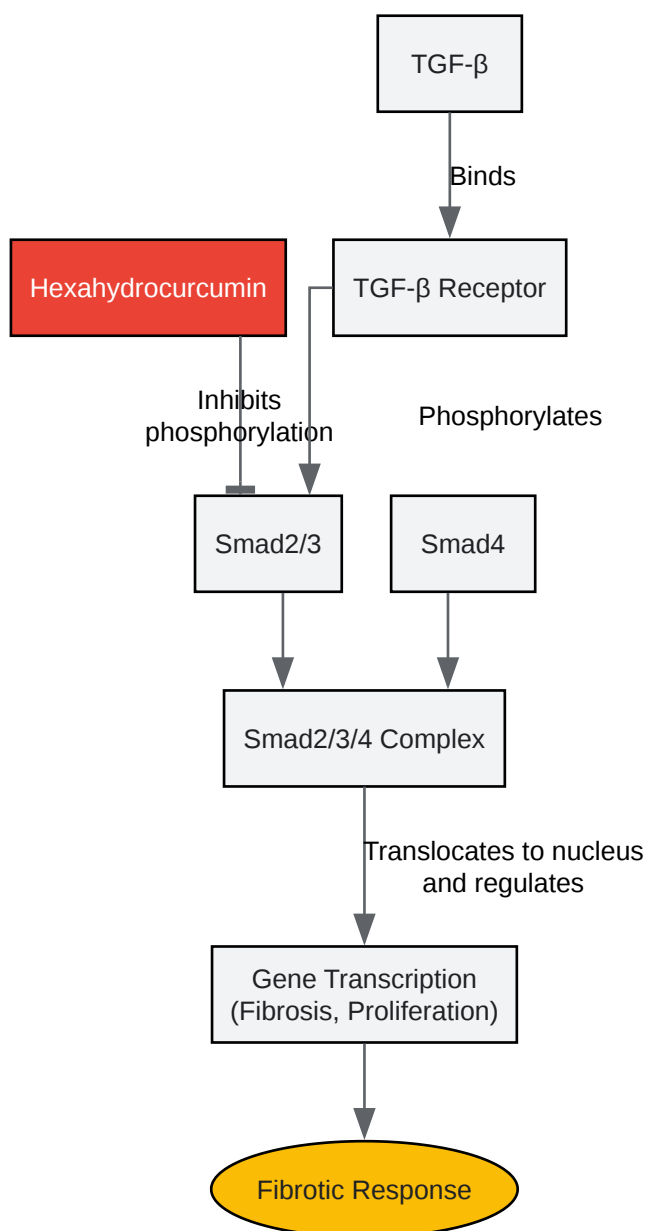 TGF-β
Binds
Hexahydrocurcumin
TGF-β Receptor
Inhibits
phosphorylation
Phosphorylates
Smad2/3
Smad4
Smad2/3/4 Complex
Translocates to nucleus
and regulates
Gene Transcription
(Fibrosis, Proliferation)
Fibrotic Response